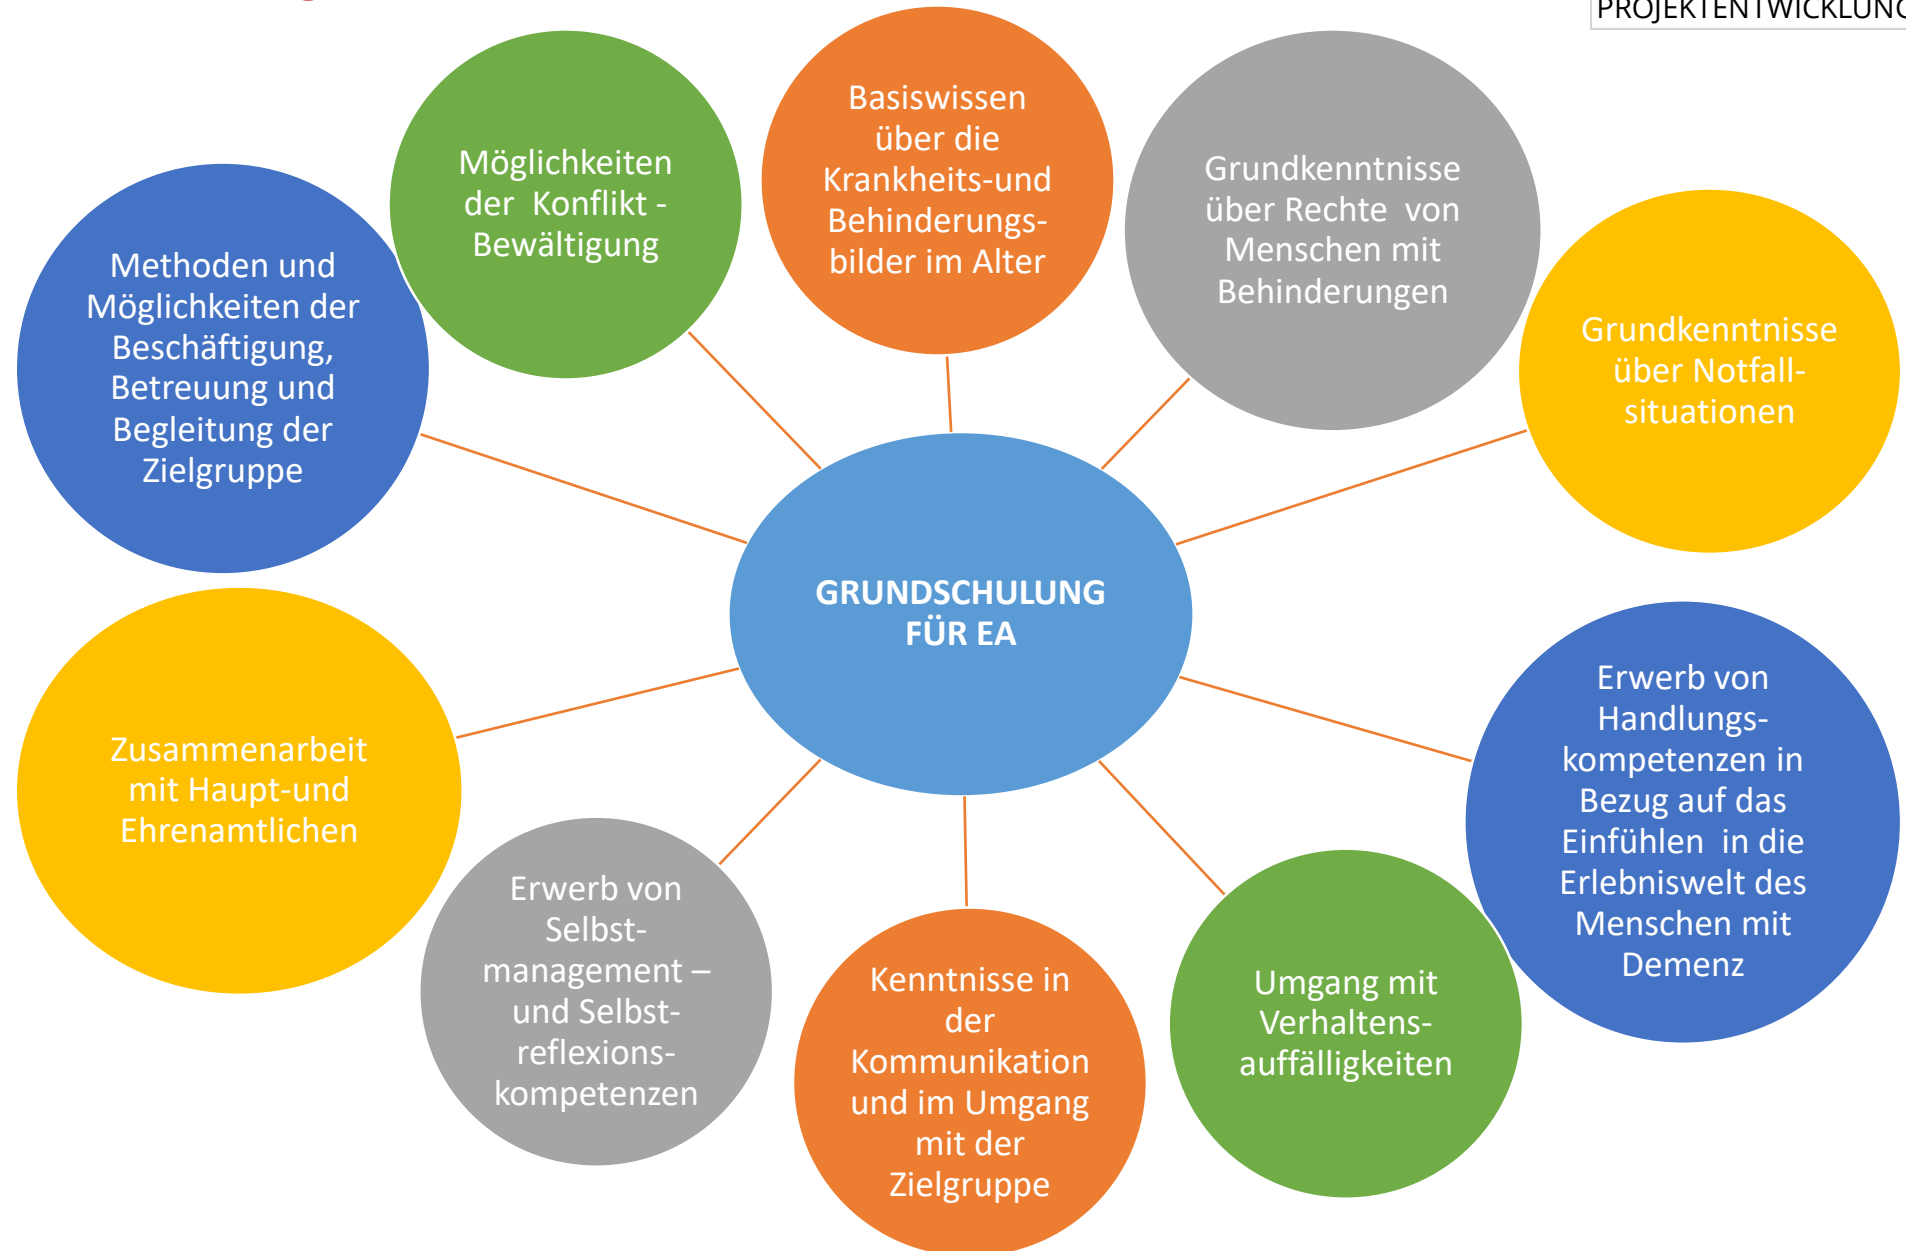 PROJEKTENTWICKLUNG
Basiswissen
über die
Krankheits-und
Behinderungs-
bilder im Alter
Grundkenntnisse
über Rechte  von
Menschen mit
Behinderungen
Grundkenntnisse
über Notfall-
situationen
Erwerb von
Handlungs-
kompetenzen in
Bezug auf das
Einfühlen  in die
Erlebniswelt des
Menschen mit
Demenz
Umgang mit
Verhaltens-
auffälligkeiten
Kenntnisse in
der
Kommunikation
und im Umgang
mit der
Zielgruppe
Erwerb von
Selbst-
management –
und Selbst-
reflexions-
kompetenzen
Zusammenarbeit
mit Haupt-und
Ehrenamtlichen
Methoden und
Möglichkeiten der
Beschäftigung,
Betreuung und
Begleitung der
Zielgruppe
Möglichkeiten
der  Konflikt -
Bewältigung
GRUNDSCHULUNG
FÜR EA